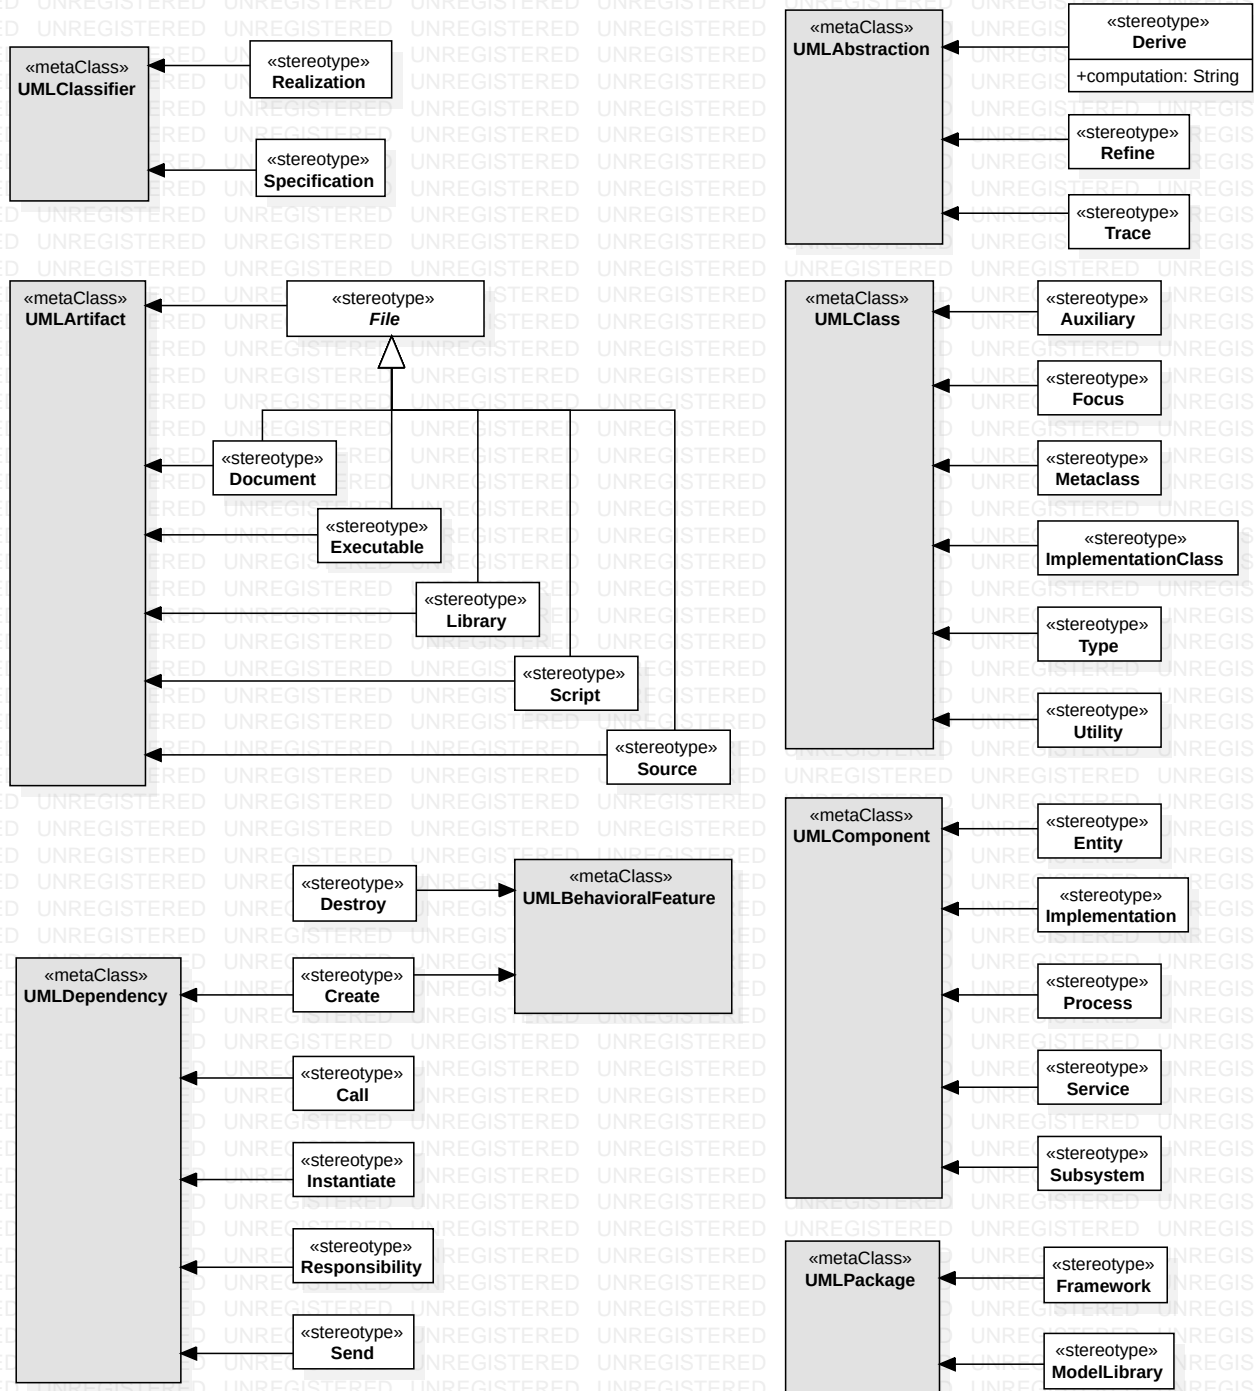 «metaClass»
UMLClassifier
«stereotype»
Realization
«stereotype»
Specification
«metaClass»
UMLAbstraction
«stereotype»
Derive
+computation: String
«stereotype»
Refine
«stereotype»
Trace
«metaClass»
UMLArtifact
«stereotype»
File
«stereotype»
Document
«stereotype»
Executable
«stereotype»
Library
«stereotype»
Script
«stereotype»
Source
«metaClass»
UMLClass
«stereotype»
Auxiliary
«stereotype»
Focus
«stereotype»
Metaclass
«stereotype»
ImplementationClass
«stereotype»
Type
«stereotype»
Utility
«stereotype»
Destroy
«metaClass»
UMLBehavioralFeature
«metaClass»
UMLDependency
«stereotype»
Create
«stereotype»
Call
«stereotype»
Instantiate
«stereotype»
Responsibility
«stereotype»
Send
«metaClass»
UMLComponent
«stereotype»
Entity
«stereotype»
Implementation
«stereotype»
Process
«stereotype»
Service
«stereotype»
Subsystem
«metaClass»
UMLPackage
«stereotype»
Framework
«stereotype»
ModelLibrary
UNREGISTERED